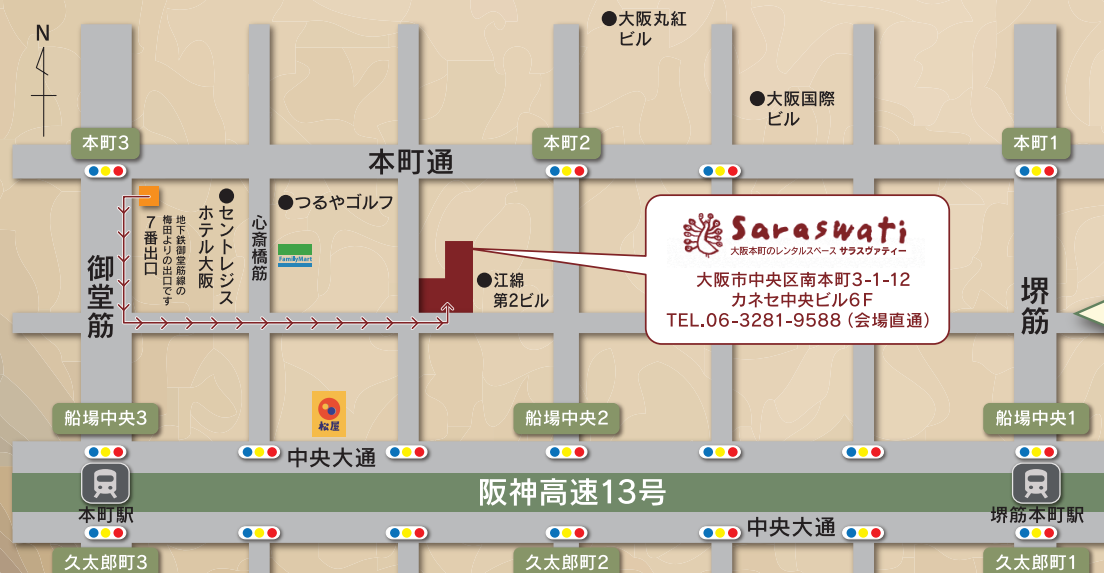 ●大阪丸紅
ビル
N
●大阪国際
ビル
本町3
本町2
本町1
本町通
●つるやゴルフ
●セントレジス
ホテル大阪
地下鉄御堂筋線の
梅田よりの出口です
7番出口
心斎橋筋
FamilyMart
御堂筋
●江綿
第2ビル
Saraswati
大阪本町のレンタルスペース サラスヴァティー
大阪市中央区南本町3-1-12
カネセ中央ビル6F
TEL.06-3281-9588(会場直通)
堺筋
松屋
船場中央3
船場中央2
船場中央1
中央大通
阪神高速13号
本町駅
堺筋本町駅
中央大通
久太郎町3
久太郎町2
久太郎町1